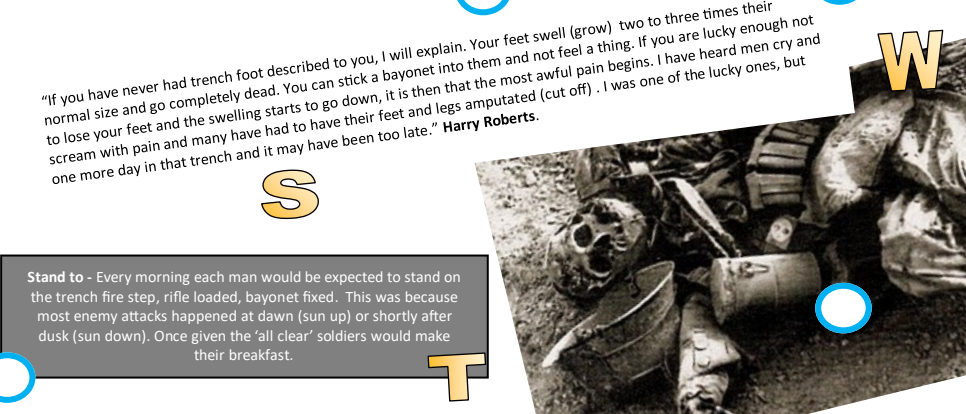 “If you have never had trench foot described to you, I will explain. Your feet swell (grow)  two to three times their
normal size and go completely dead. You can stick a bayonet into them and not feel a thing. If you are lucky enough not
to lose your feet and the swelling starts to go down, it is then that the most awful pain begins. I have heard men cry and
scream with pain and many have had to have their feet and legs amputated (cut off) . I was one of the lucky ones, but
one more day in that trench and it may have been too late.” Harry Roberts.
W
S
Stand to - Every morning each man would be expected to stand on
the trench fire step, rifle loaded, bayonet fixed.  This was because
most enemy attacks happened at dawn (sun up) or shortly after
dusk (sun down). Once given the ‘all clear’ soldiers would make
their breakfast.
T